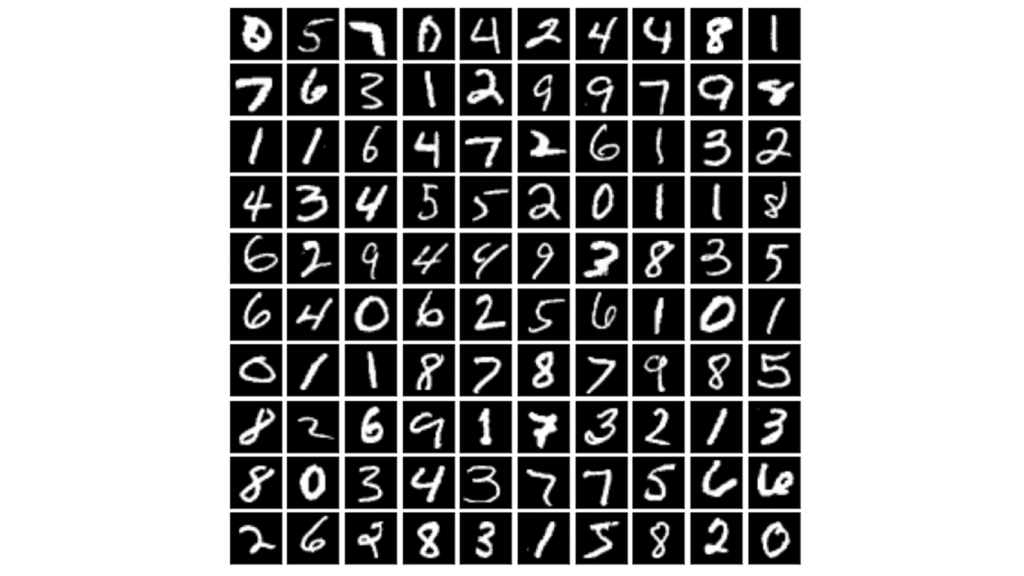 0 5 7 0 4 2 4 4 8 1
7 6 3 1 2 9 9 7 9 8
1 1 6 4 7 2 6 1 3 2
4 3 4 5 5 2 0 1 1 8
6 2 9 4 4 9 3 8 3 5
6 4 0 6 2 5 6 1 0 1
0 1 1 8 7 8 7 9 8 5
8 2 6 9 1 7 3 2 1 3
8 0 3 4 3 7 7 5 6 6
2 6 2 8 3 1 5 8 2 0